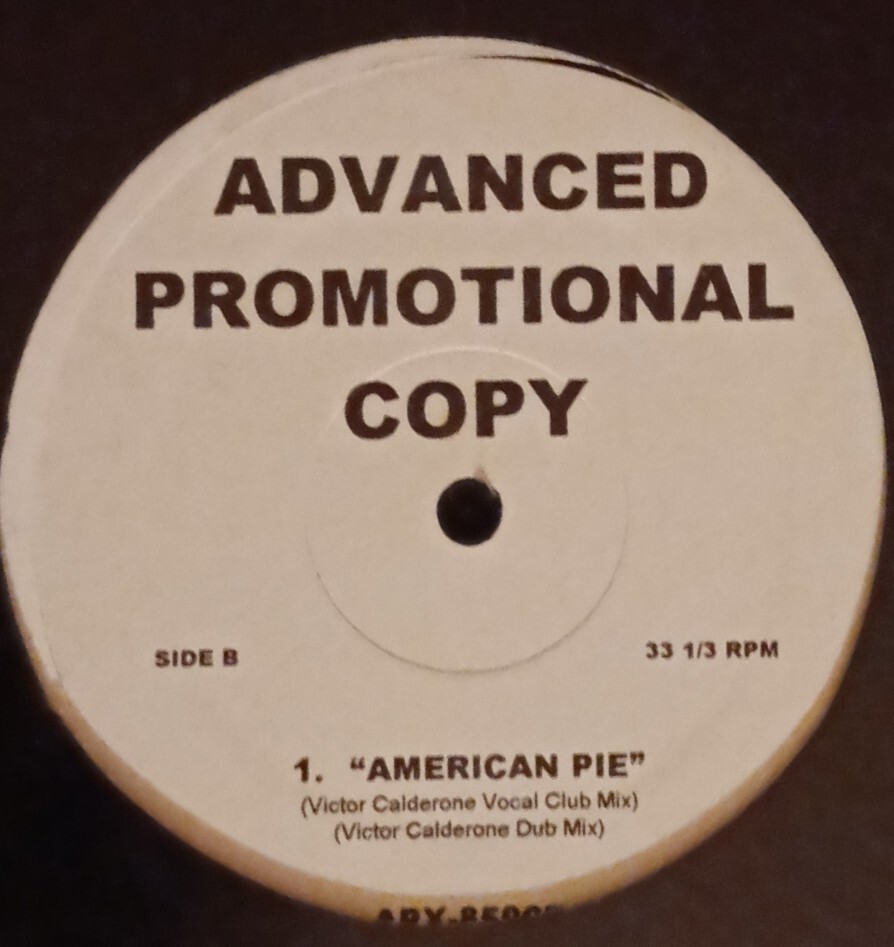 ADVANCED
PROMOTIONAL
COPY
SIDE B
33 1/3 RPM
1. “AMERICAN PIE”
(Victor Calderone Vocal Club Mix)
(Victor Calderone Dub Mix)